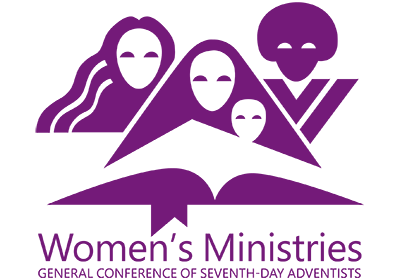 Women's Ministries
GENERAL CONFERENCE OF SEVENTH-DAY ADVENTISTS